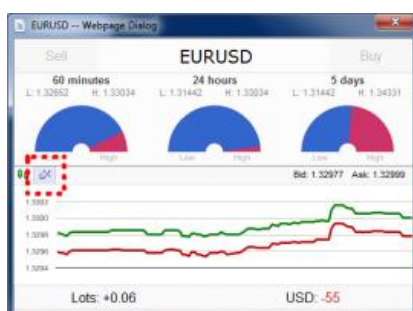 EURUSD -- Webpage Dialog
Sell EURUSD Buy
60 minutes 24 hours 5 days
L: 1.32652 H: 1.33034 L: 1.31442 H: 1.33034 L: 1.31442 H: 1.34331
High Low High Low High
Bid: 1.32977 Ask: 1.32999
1.3300
1.3298
1.3296
1.3294
Lots: +0.06 USD: -55